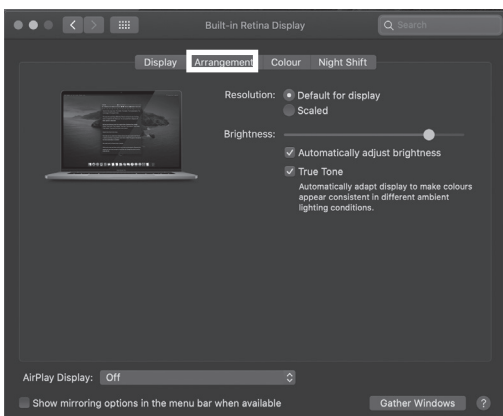 Built-in Retina Display
Search
Display Arrangement Colour Night Shift
Resolution: Default for display
Scaled
Brightness:
Automatically adjust brightness
True Tone
Automatically adapt display to make colours
appear consistent in different ambient
lighting conditions.
AirPlay Display: Off
Show mirroring options in the menu bar when available
Gather Windows ?